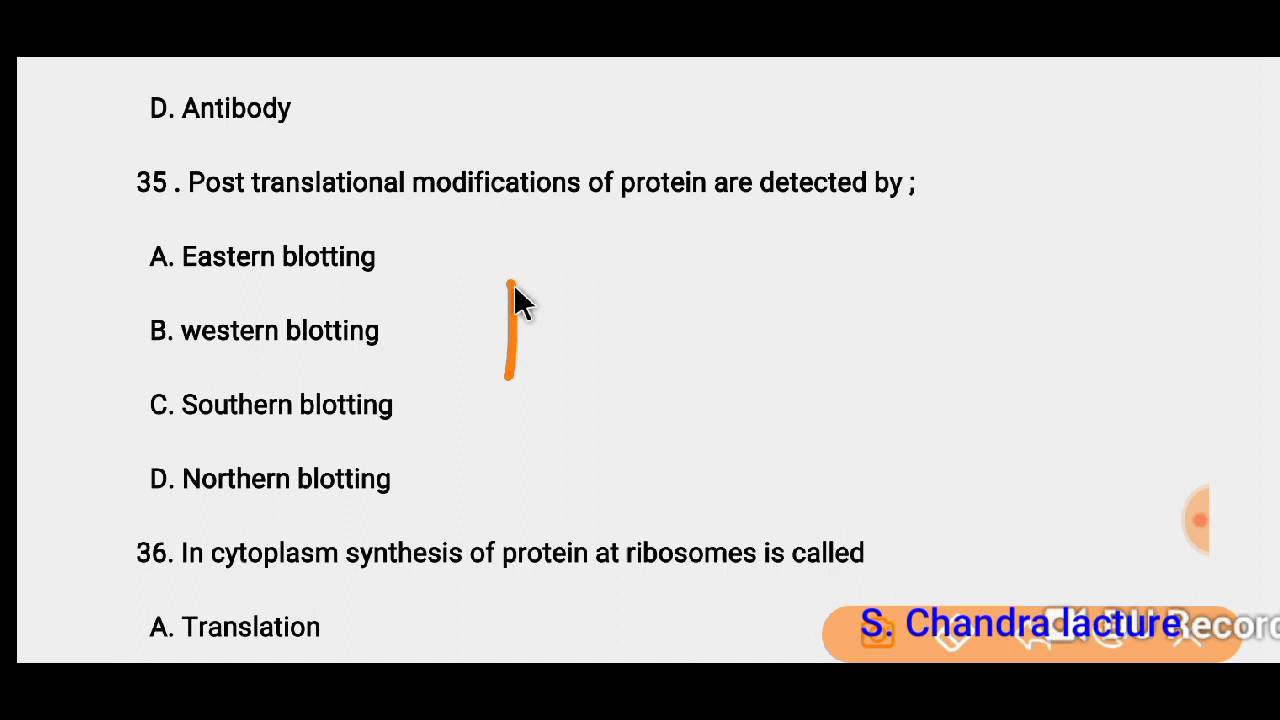 D. Antibody
35 . Post translational modifications of protein are detected by ;
A. Eastern blotting
B. western blotting
C. Southern blotting
D. Northern blotting
36. In cytoplasm synthesis of protein at ribosomes is called
A. Translation
S. Chandra lacture